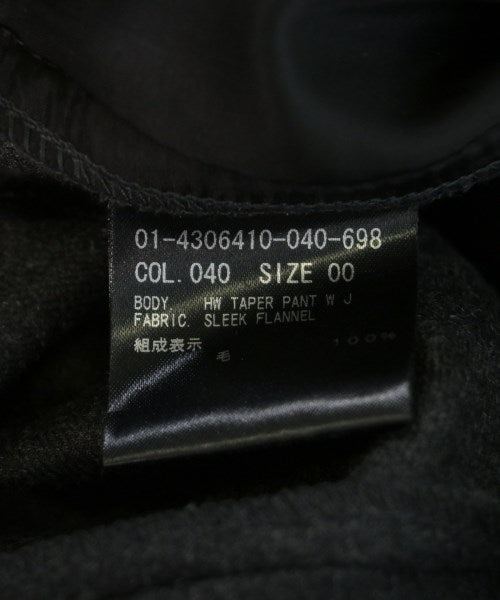 01-4306410-040-698
COL.040 SIZE 00
BODY. HW TAPER PANT W J
FABRIC. SLEEK FLANNEL
組成表示
毛 100%